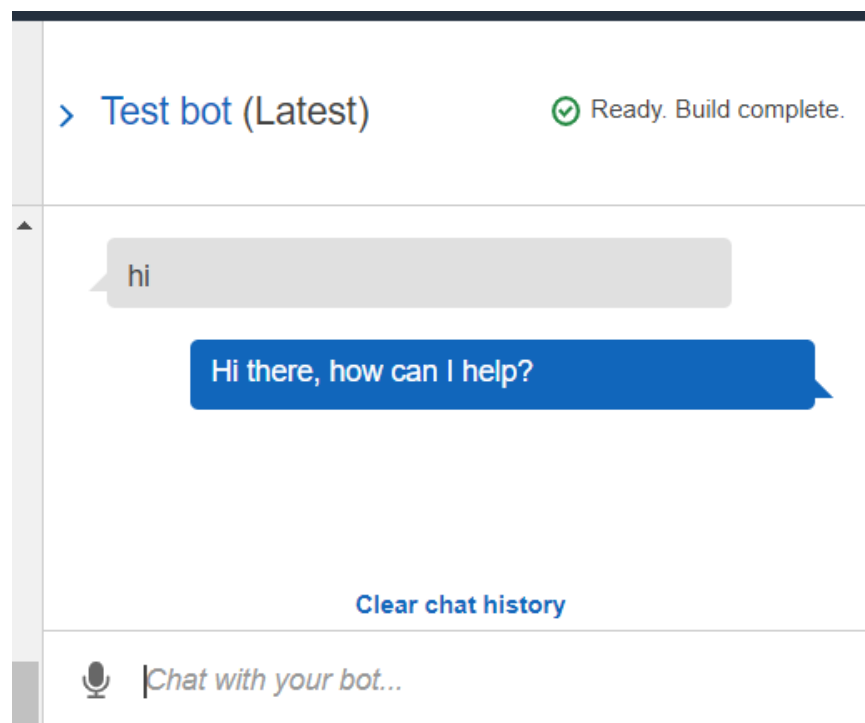 Test bot (Latest)
Ready. Build complete.
hi
Hi there, how can I help?
Clear chat history
Chat with your bot...